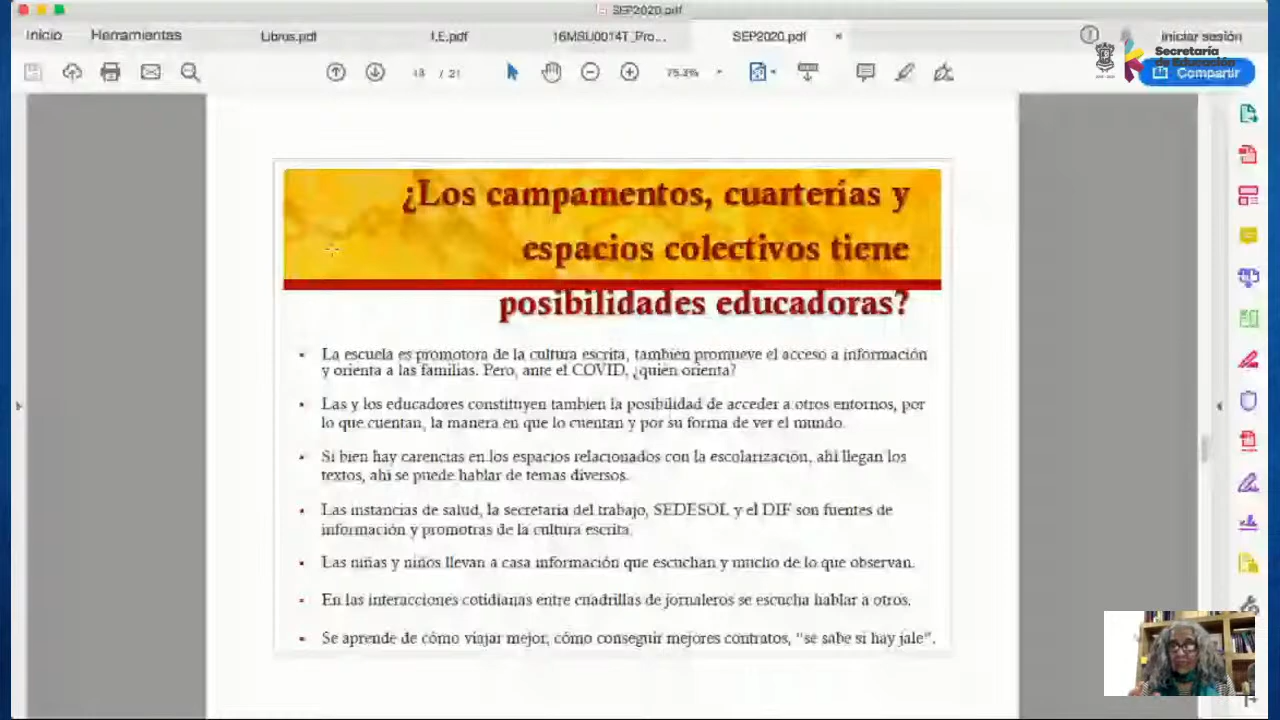 SEP2020.pdf
Inicio Herramientas Librus.pdf I.E.pdf 16MSU0014T_Pro... SEP2020.pdf × Iniciar sesión
Secretaría
de Educación
/ 21 75.3% Compartir
¿Los campamentos, cuarterías y
espacios colectivos tiene
posibilidades educadoras?
• La escuela es promotora de la cultura escrita, tambien promueve el acceso a información
y orienta a las familias. Pero, ante el COVID, ¿quien orienta?
• Las y los educadores constituyen tambien la posibilidad de acceder a otros entornos, por
lo que cuentan, la manera en que lo cuentan y por su forma de ver el mundo.
• Si bien hay carencias en los espacios relacionados con la escolarización, ahí llegan los
textos, ahí se puede hablar de temas diversos.
• Las instancias de salud, la secretaria del trabajo, SEDESOL y el DIF son fuentes de
información y promotras de la cultura escrita.
• Las niñas y niños llevan a casa información que escuchan y mucho de lo que observan.
• En las interacciones cotidianas entre cuadrillas de jornaleros se escucha hablar a otros.
• Se aprende de cómo viajar mejor, cómo conseguir mejores contratos, "se sabe si hay jale".